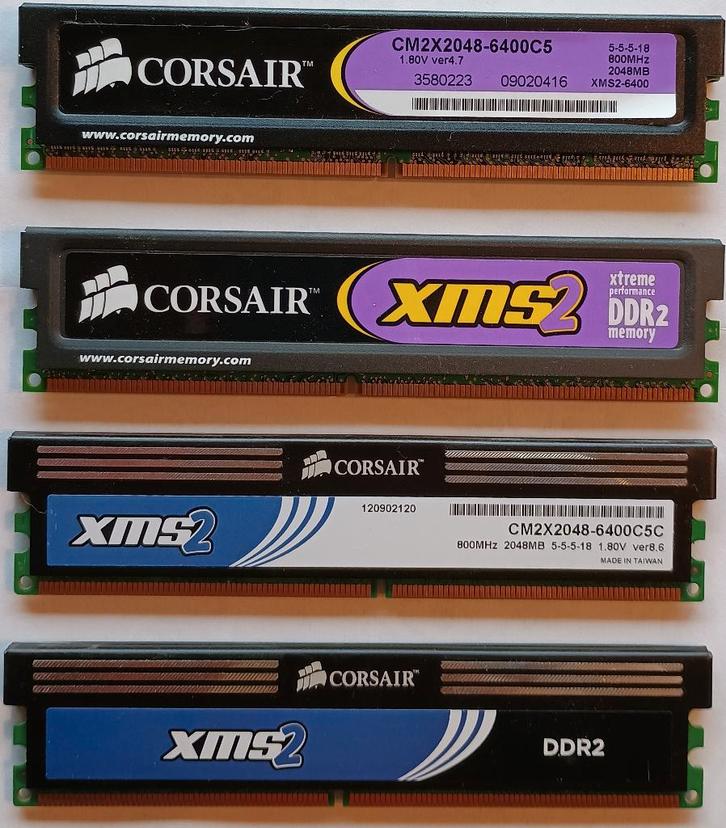 CORSAIR™
CM2X2048-6400C5
1.80V ver4.7
3580223 09020416
5-5-5-18
800MHz
2048MB
XMS2-6400
www.corsairmemory.com
CORSAIR™
xms2
xtreme
performance
DDR2
memory
www.corsairmemory.com
CORSAIR™
xms2
120902120
CM2X2048-6400C5C
800MHz 2048MB 5-5-5-18 1.80V ver8.6
MADE IN TAIWAN
CORSAIR™
xms2
DDR2